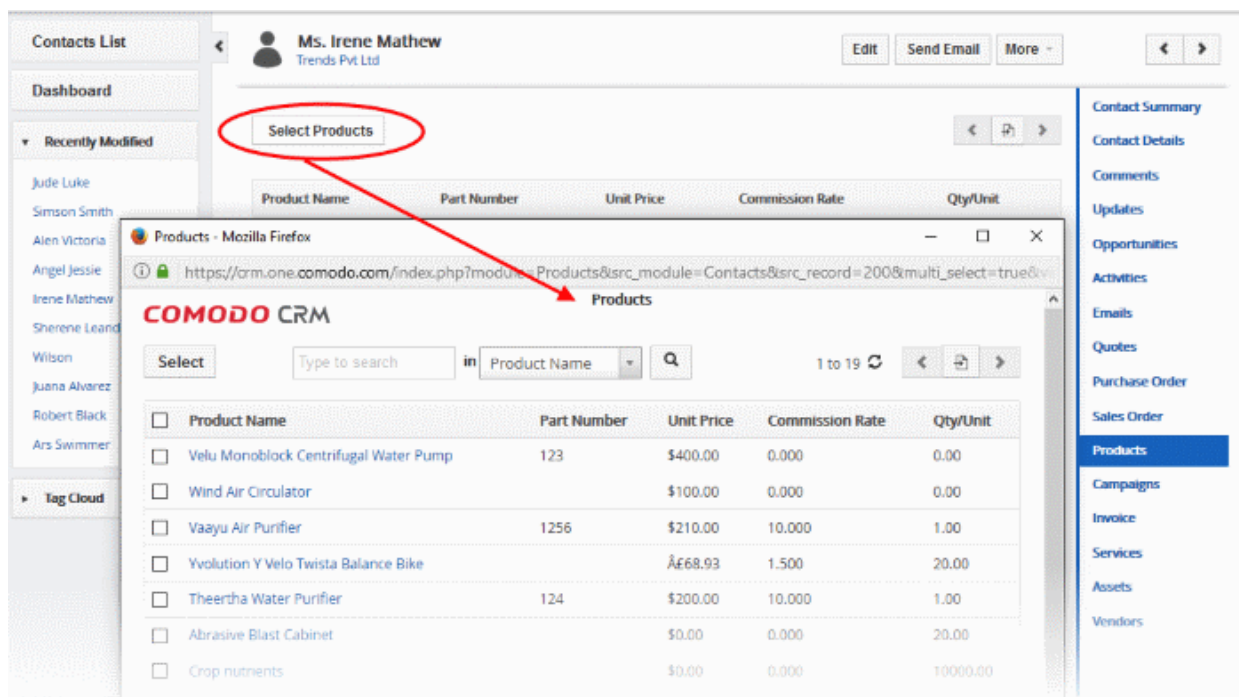 Contacts List
Dashboard
Recently Modified
Jude Luke
Simson Smith
Alen Victoria
Angel Jessie
Irene Mathew
Sherene Leand
Wilson
Juana Alvarez
Robert Black
Ars Swimmer
Tag Cloud
Ms. Irene Mathew
Trends Pvt Ltd
Edit Send Email More
Select Products
Product Name Part Number Unit Price Commission Rate Qty/Unit
Products - Mozilla Firefox
https://crm.one.comodo.com/index.php?module=Products&src_module=Contacts&src_record=200&multi_select=true&v
Products
COMODO CRM
Select Type to search in Product Name 1 to 19
Product Name Part Number Unit Price Commission Rate Qty/Unit
Velu Monoblock Centrifugal Water Pump 123 $400.00 0.000 0.00
Wind Air Circulator $100.00 0.000 0.00
Vaayu Air Purifier 1256 $210.00 10.000 1.00
Yvolution Y Velo Twista Balance Bike Â£68.93 1.500 20.00
Theertha Water Purifier 124 $200.00 10.000 1.00
Abrasive Blast Cabinet $0.00 0.000 20.00
Crop nutrients $0.00 0.000 10000.00
Contact Summary
Contact Details
Comments
Updates
Opportunities
Activities
Emails
Quotes
Purchase Order
Sales Order
Products
Campaigns
Invoice
Services
Assets
Vendors